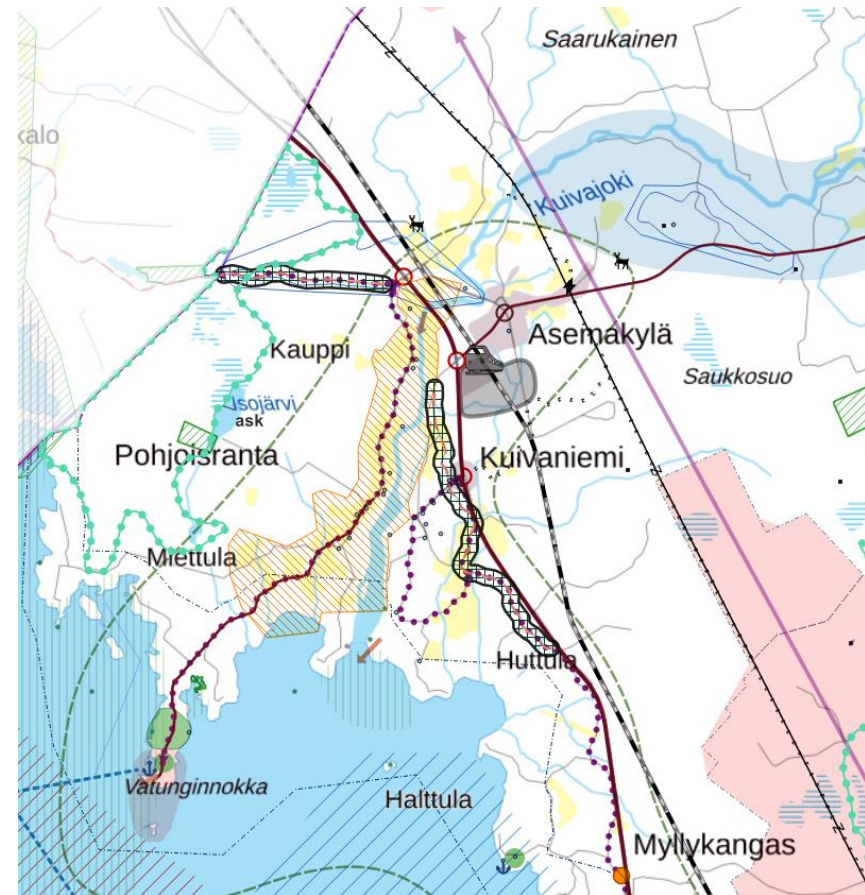 Saarukainen
kalo
Kuivajoki
Asemakylä
Kauppi
Saukkosuo
Isojärvi
ask
Pohjoisranta
Kuivaniemi
Miettula
Huttula
Vatunginnokka
Halttula
Myllykangas